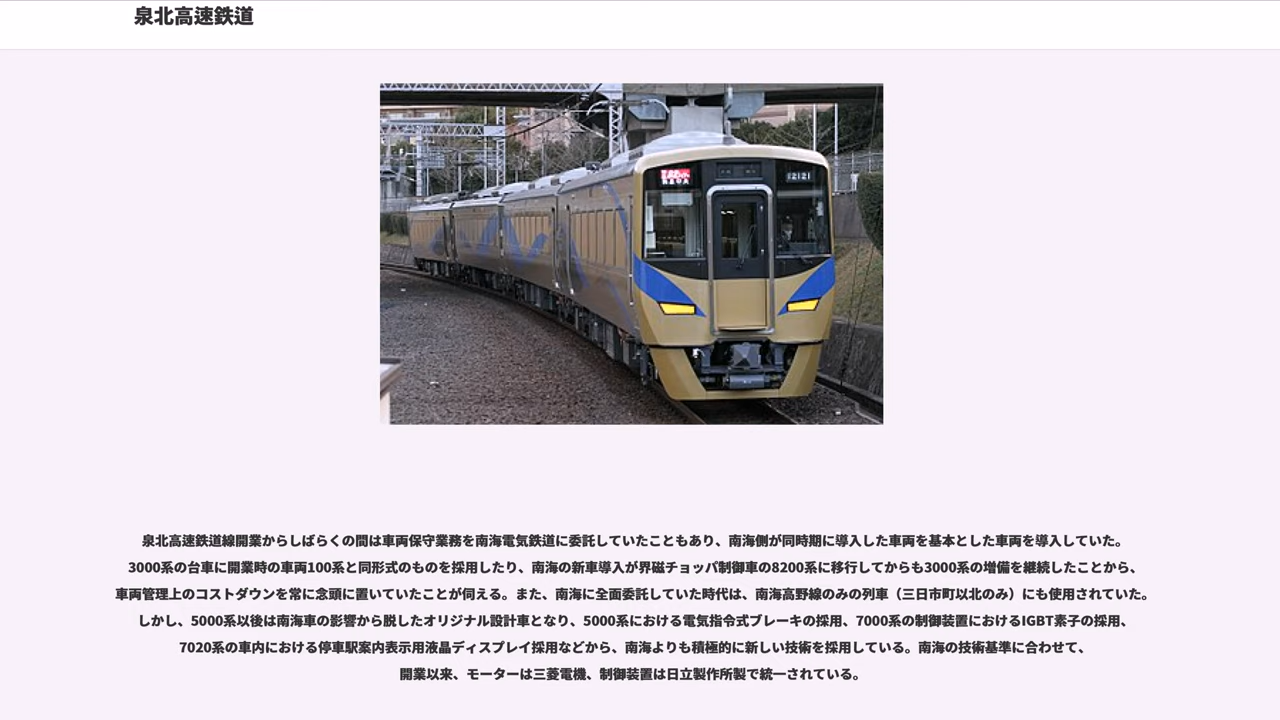 泉北高速鉄道
12121
泉北高速鉄道線開業からしばらくの間は車両保守業務を南海電気鉄道に委託していたこともあり、南海側が同時期に導入した車両を基本とした車両を導入していた。
3000系の台車に開業時の車両100系と同形式のものを採用したり、南海の新車導入が界磁チョッパ制御車の8200系に移行してからも3000系の増備を継続したことから、
車両管理上のコストダウンを常に念頭に置いていたことが伺える。また、南海に全面委託していた時代は、南海高野線のみの列車（三日市町以北のみ）にも使用されていた。
しかし、5000系以後は南海車の影響から脱したオリジナル設計車となり、5000系における電気指令式ブレーキの採用、7000系の制御装置におけるIGBT素子の採用、
7020系の車内における停車駅案内表示用液晶ディスプレイ採用などから、南海よりも積極的に新しい技術を採用している。南海の技術基準に合わせて、
開業以来、モーターは三菱電機、制御装置は日立製作所製で統一されている。